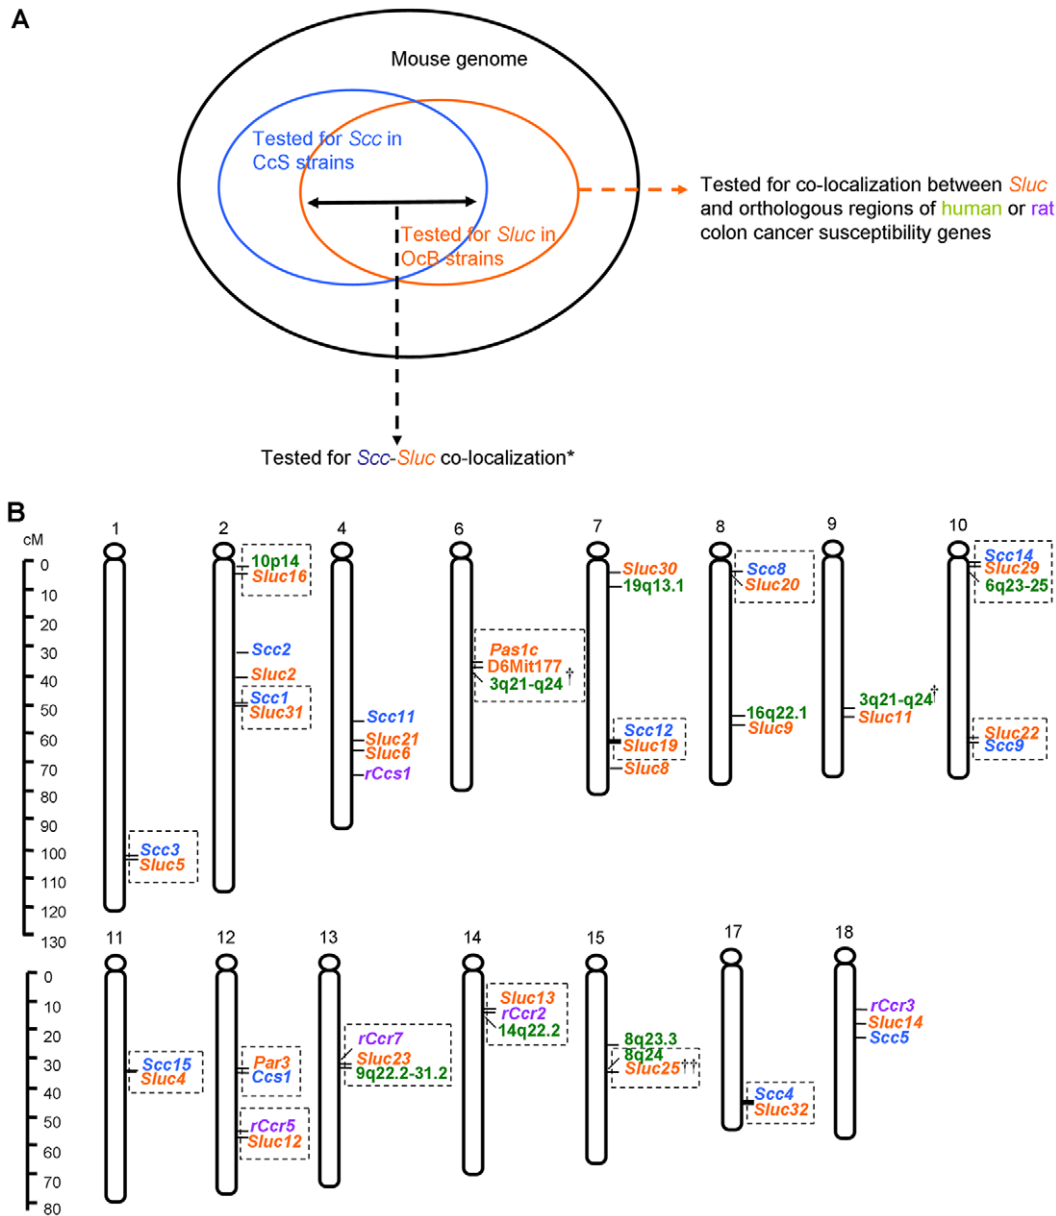 A
Mouse genome
Tested for Scc in
CcS strains
Tested for Sluc in
OcB strains
Tested for co-localization between Sluc
and orthologous regions of human or rat
colon cancer susceptibility genes
Tested for Scc-Sluc co-localization*
B
cM
1
2
4
6
7
8
9
10
0
10
20
30
40
50
60
70
80
90
100
110
120
130
Scc3
Sluc5
10p14
Sluc16
Scc2
Sluc2
Scc1
Sluc31
Scc11
Sluc21
Sluc6
rCcs1
Pas1c
D6Mit177
3q21-q24†
Sluc30
19q13.1
Scc12
Sluc19
Sluc8
Scc8
Sluc20
16q22.1
Sluc9
3q21-q24†
Sluc11
Scc14
Sluc29
6q23-25
Sluc22
Scc9
11
12
13
14
15
17
18
0
10
20
30
40
50
60
70
80
Scc15
Sluc4
Par3
Ccs1
rCcr5
Sluc12
rCcr7
Sluc23
9q22.2-31.2
Sluc13
rCcr2
14q22.2
8q23.3
8q24
Sluc25††
Scc4
Sluc32
rCcr3
Sluc14
Scc5